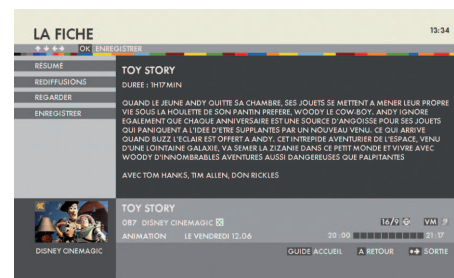 LA FICHE
13:34
OK ENREGISTRER
RESUME
REDIFFUSIONS
REGARDER
ENREGISTRER
TOY STORY
DUREE : 1H17MIN
QUAND LE JEUNE ANDY QUITTE SA CHAMBRE, SES JOUETS SE METTENT A MENER LEUR PROPRE
VIE SOUS LA HOULETTE DE SON PANTIN PREFERE, WOODY LE COW-BOY. ANDY IGNORE
EGALEMENT QUE CHAQUE ANNIVERSAIRE EST UNE SOURCE D'ANGOISSE POUR SES JOUETS
QUI PANIQUENT A L'IDEE D'ETRE SUPPLANTES PAR UN NOUVEAU VENU. CE QUI ARRIVE
QUAND BUZZ L'ECLAIR EST OFFERT A ANDY. CET INTREPIDE AVENTURIER DE L'ESPACE, VENU
D'UNE LOINTAINE GALAXIE, VA SEMER LA ZIZANIE DANS CE PETIT MONDE ET VIVRE AVEC
WOODY D'INNOMBRABLES AVENTURES AUSSI DANGEREUSES QUE PALPITANTES
AVEC TOM HANKS, TIM ALLEN, DON RICKLES
TOY STORY
087 DISNEY CINEMAGIC
16/9 VM
ANIMATION LE VENDREDI 12.06
20:00 21:17
DISNEY CINEMAGIC
GUIDE ACCUEIL A RETOUR SORTIE